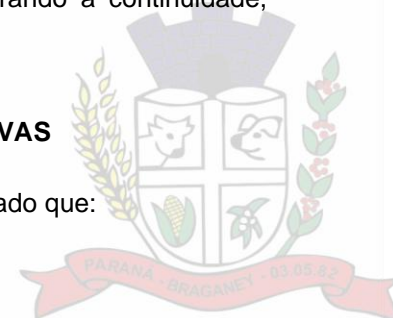 rando a continuidade,
VAS
ado que:
PARANÁ - BRAGANEY - 03.05.82